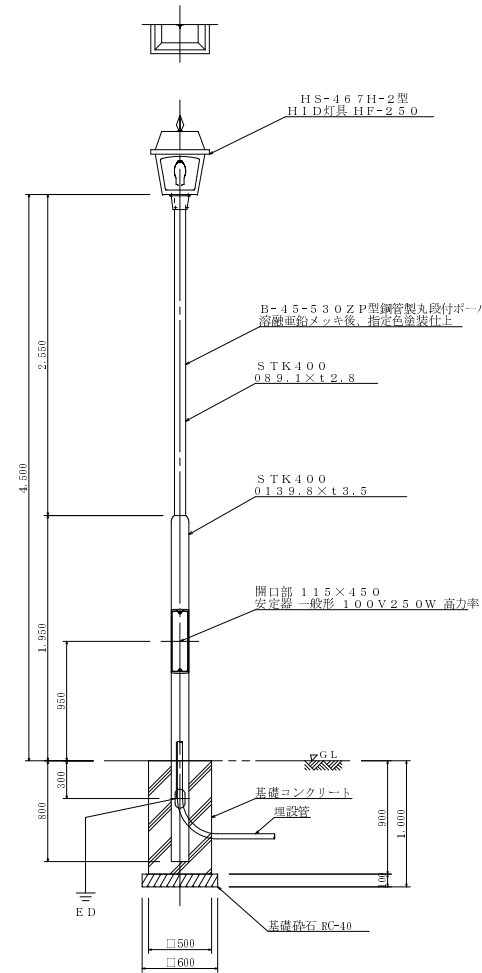 HS-467H-2型
HID灯具 HF-250
B-45-530ZP型鋼管製丸段付ポール
溶融亜鉛メッキ後、指定色塗装仕上
STK400
089.1×t2.8
STK400
0139.8×t3.5
開口部 115×450
安定器 一般形 100V250W 高力率
2.550
4.500
1.950
950
300
800
GL
基礎コンクリート
埋設管
900
1.000
100
ED
基礎砕石 RC-40
□500
□600